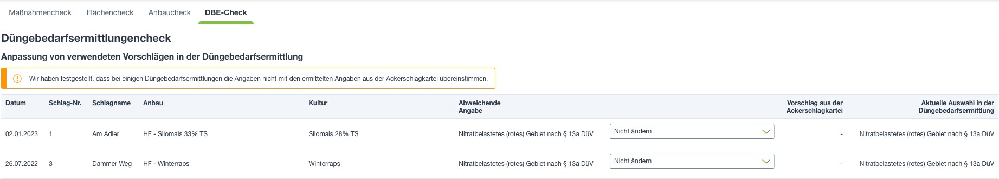 Maßnahmencheck Flächencheck Anbaucheck DBE-Check
Düngebedarfsermittlungencheck
Anpassung von verwendeten Vorschlägen in der Düngebedarfsermittlung
Wir haben festgestellt, dass bei einigen Düngebedarfsermittlungen die Angaben nicht mit den ermittelten Angaben aus der Ackerschlagkartei übereinstimmen.
Datum Schlag-Nr. Schlagname Anbau Kultur Abweichende Vorschlag aus der Aktuelle Auswahl in der
Angabe Ackerschlagkartei Düngebedarfsermittlung
02.01.2023 1 Am Adler HF - Silomais 33% TS Silomais 28% TS Nitratbelastetes (rotes) Gebiet nach § 13a DüV Nicht ändern - Nitratbelastetes (rotes) Gebiet nach § 13a DüV
26.07.2022 3 Dammer Weg HF - Winterraps Winterraps Nitratbelastetes (rotes) Gebiet nach § 13a DüV Nicht ändern - Nitratbelastetes (rotes) Gebiet nach § 13a DüV